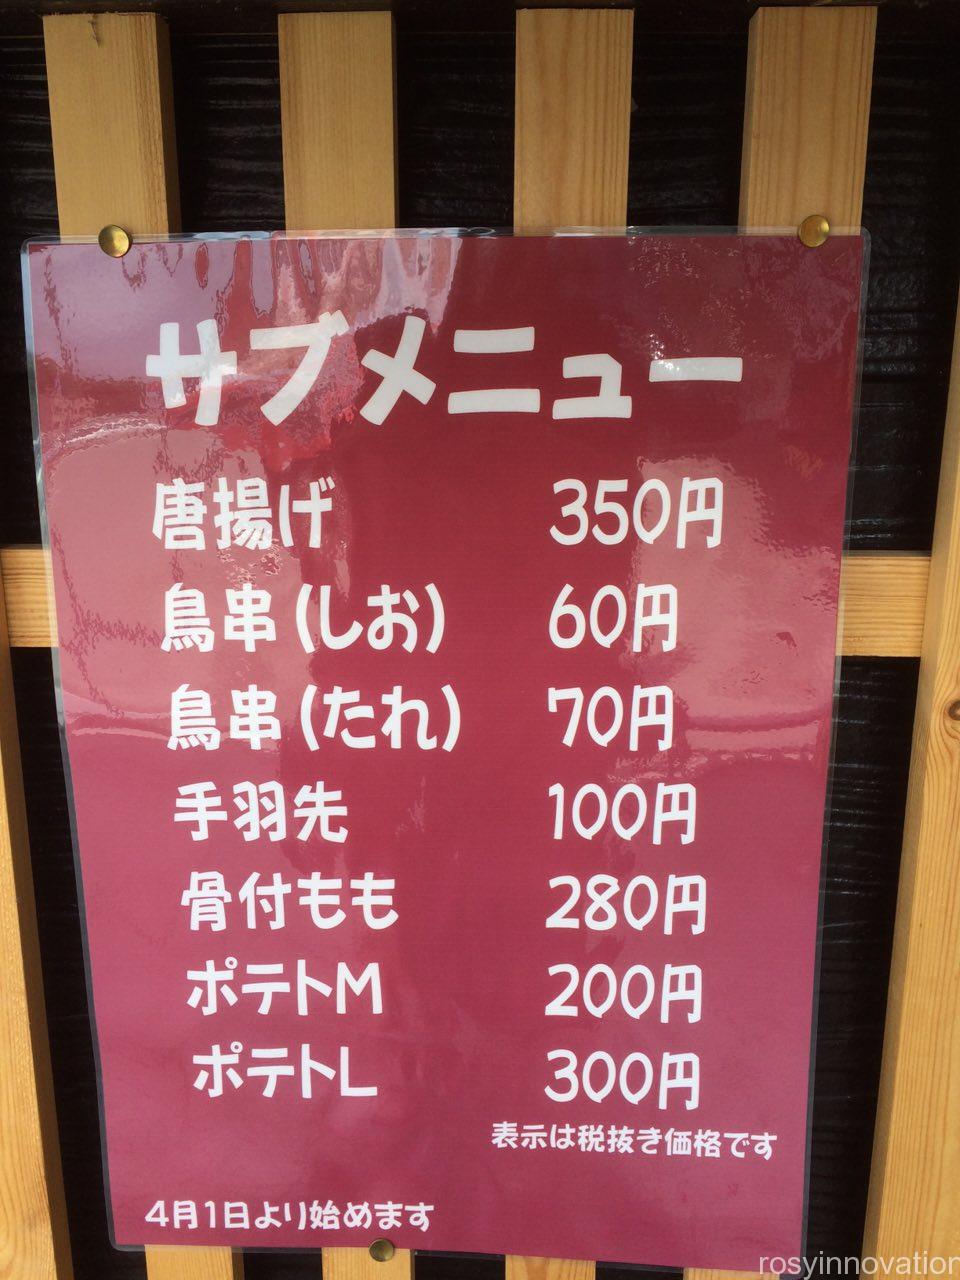 サブメニュー
唐揚げ 350円
鳥串(しお) 60円
鳥串(たれ) 70円
手羽先 100円
骨付もも 280円
ポテトM 200円
ポテトL 300円
表示は税抜き価格です
4月1日より始めます
rosyinnovation